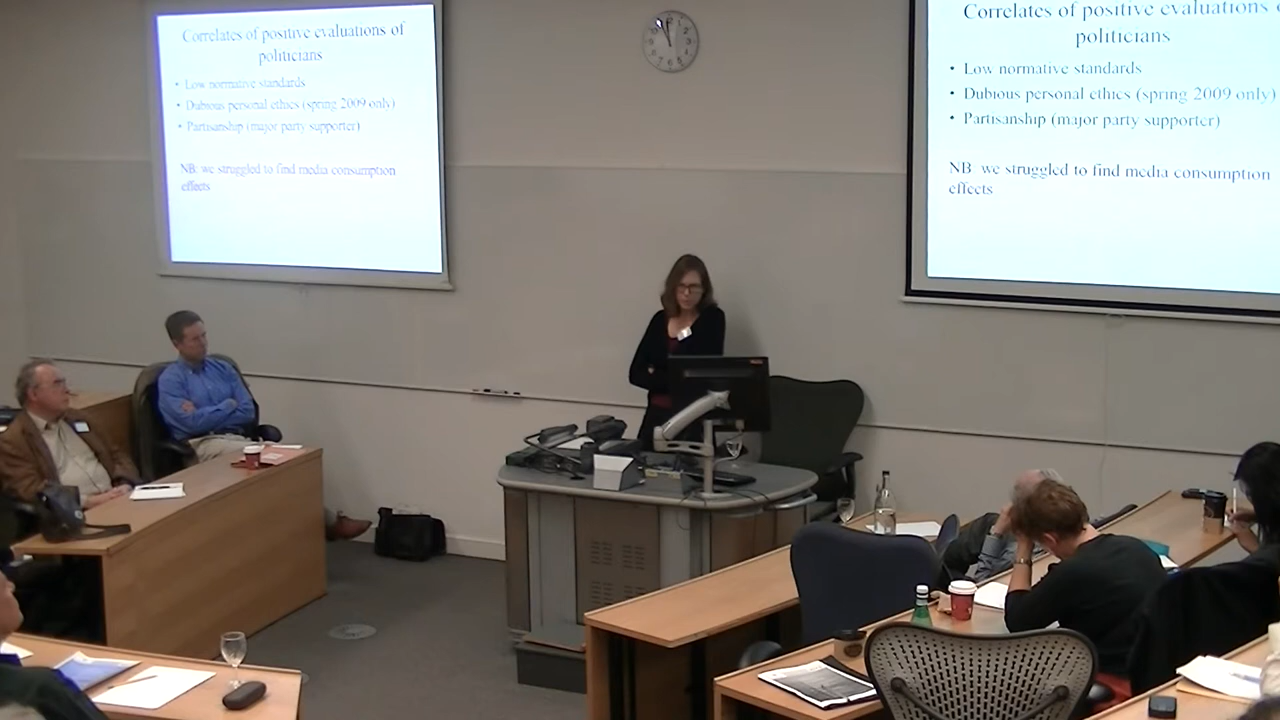 Correlates of positive evaluations of
politicians
• Low normative standards
• Dubious personal ethics (spring 2009 only)
• Partisanship (major party supporter)
NB: we struggled to find media consumption
effects
Correlates of positive evaluations
politicians
• Low normative standards
• Dubious personal ethics (spring 2009 only)
• Partisanship (major party supporter)
NB we struggled to find media consumption
effects